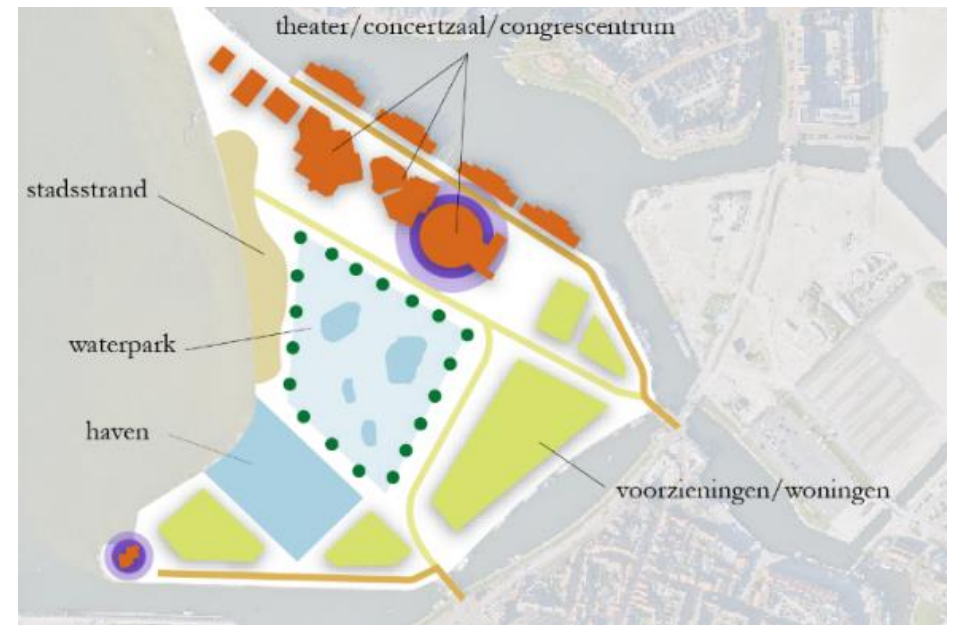 theater/concertzaal/congrescentrum
stadsstrand
waterpark
haven
voorzieningen/woningen